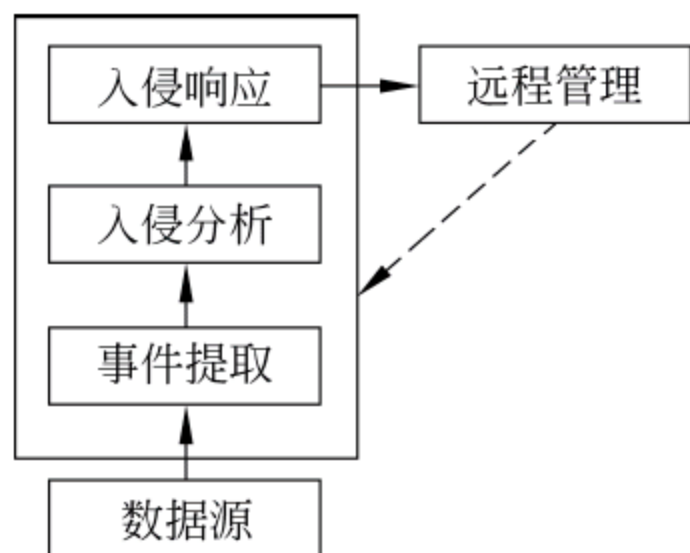 入侵响应
远程管理
入侵分析
事件提取
数据源